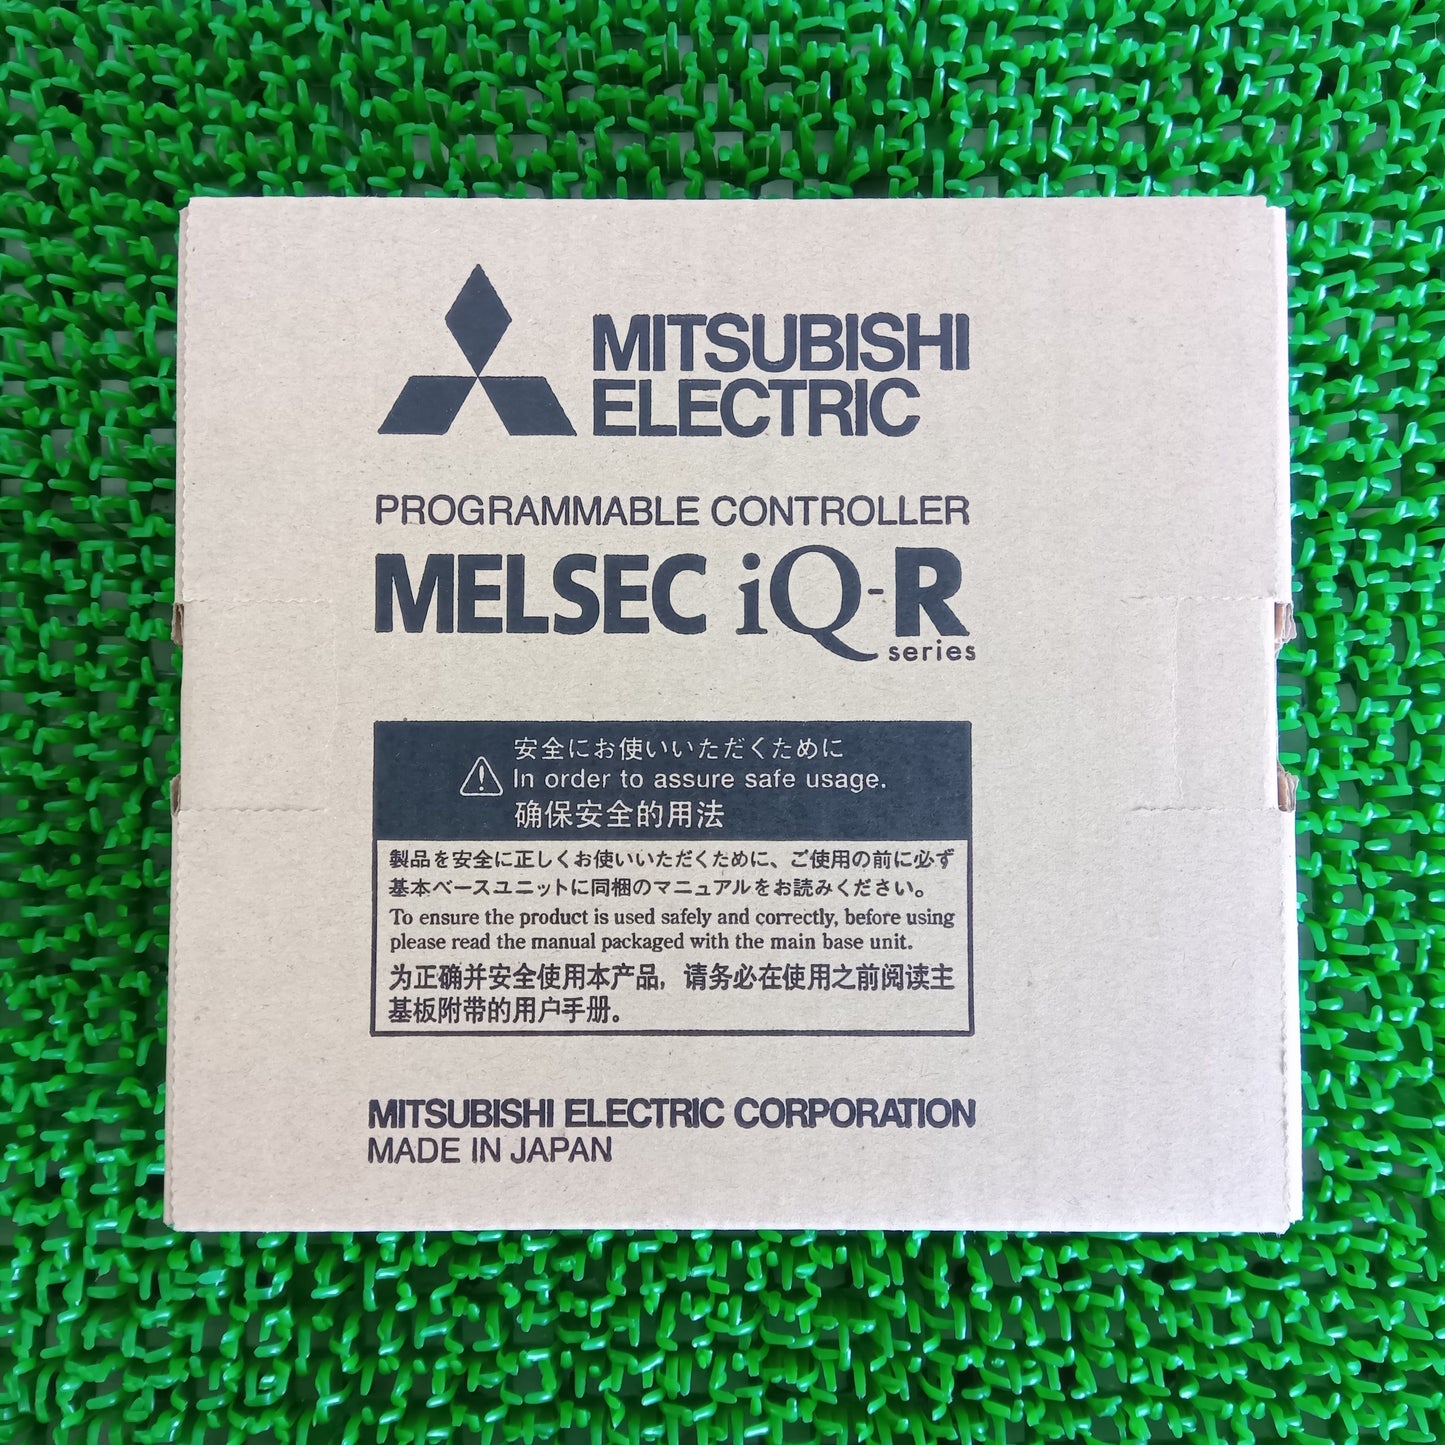 MITSUBISHI
ELECTRIC
PROGRAMMABLE CONTROLLER
MELSEC iQ-R
series
安全にお使いいただくために
In order to assure safe usage.
确保安全的用法
製品を安全に正しくお使いいただくために、ご使用の前に必ず
基本ベースユニットに同梱のマニュアルをお読みください。
To ensure the product is used safely and correctly, before using
please read the manual packaged with the main base unit.
为正确并安全使用本产品，请务必在使用之前阅读主
基板附带的用户手册。
MITSUBISHI ELECTRIC CORPORATION
MADE IN JAPAN